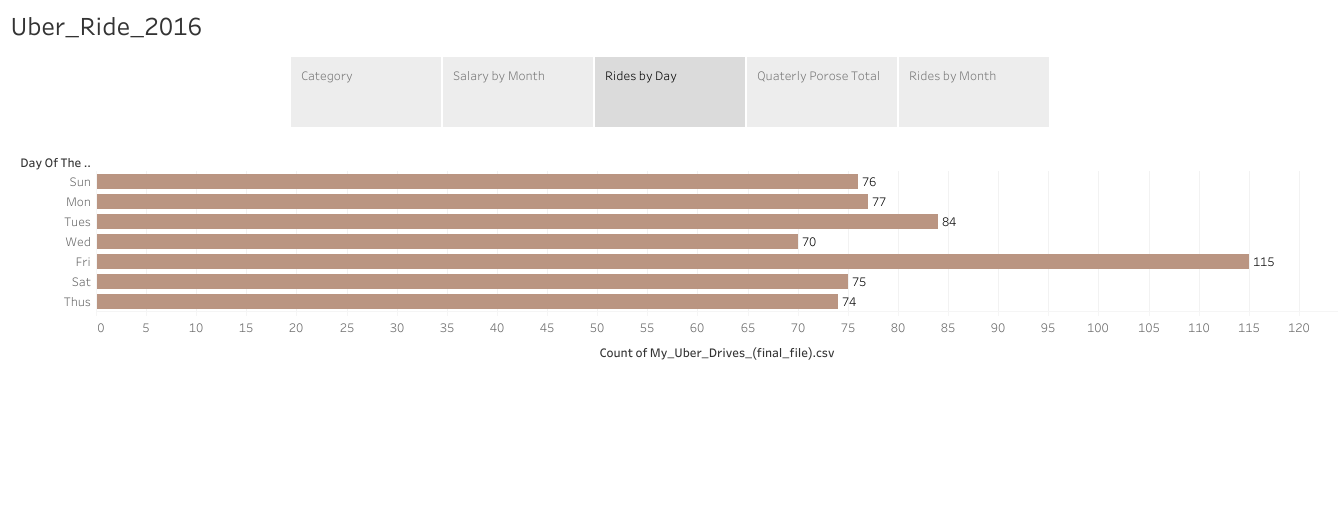 Uber_Ride_2016
Category
Salary by Month
Rides by Day
Quaterly Porose Total
Rides by Month
Day Of The ..
Sun 76
Mon 77
Tues 84
Wed 70
Fri 115
Sat 75
Thus 74
0 5 10 15 20 25 30 35 40 45 50 55 60 65 70 75 80 85 90 95 100 105 110 115 120
Count of My_Uber_Drives_(final_file).csv